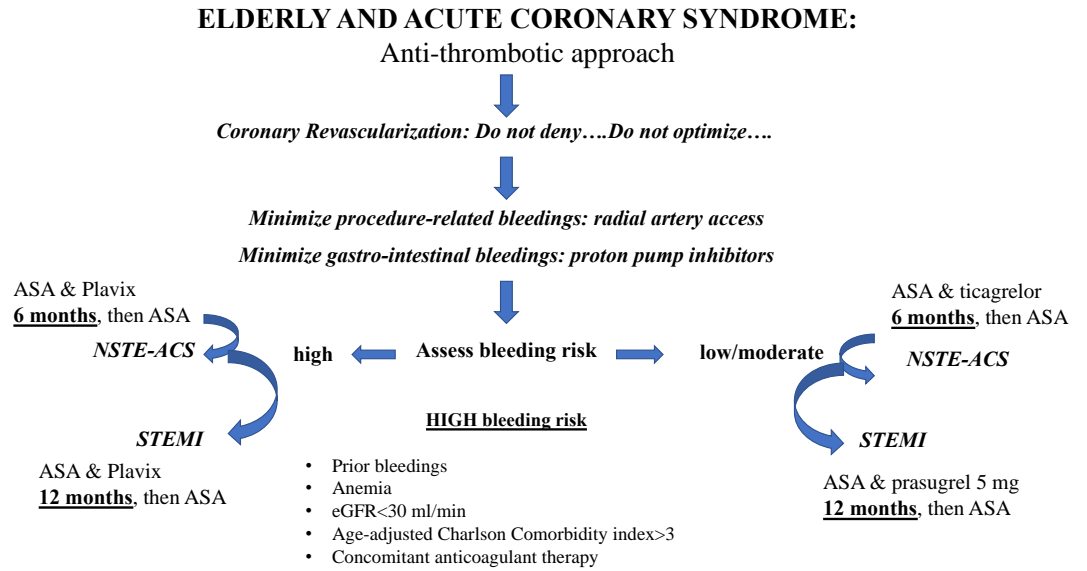 ELDERLY AND ACUTE CORONARY SYNDROME:
Anti-thrombotic approach
Coronary Revascularization: Do not deny….Do not optimize….
Minimize procedure-related bleedings: radial artery access
Minimize gastro-intestinal bleedings: proton pump inhibitors
ASA & Plavix
6 months, then ASA
NSTE-ACS
high
Assess bleeding risk
low/moderate
ASA & ticagrelor
6 months, then ASA
NSTE-ACS
STEMI
ASA & Plavix
12 months, then ASA
HIGH bleeding risk
• Prior bleedings
• Anemia
• eGFR<30 ml/min
• Age-adjusted Charlson Comorbidity index>3
• Concomitant anticoagulant therapy
STEMI
ASA & prasugrel 5 mg
12 months, then ASA